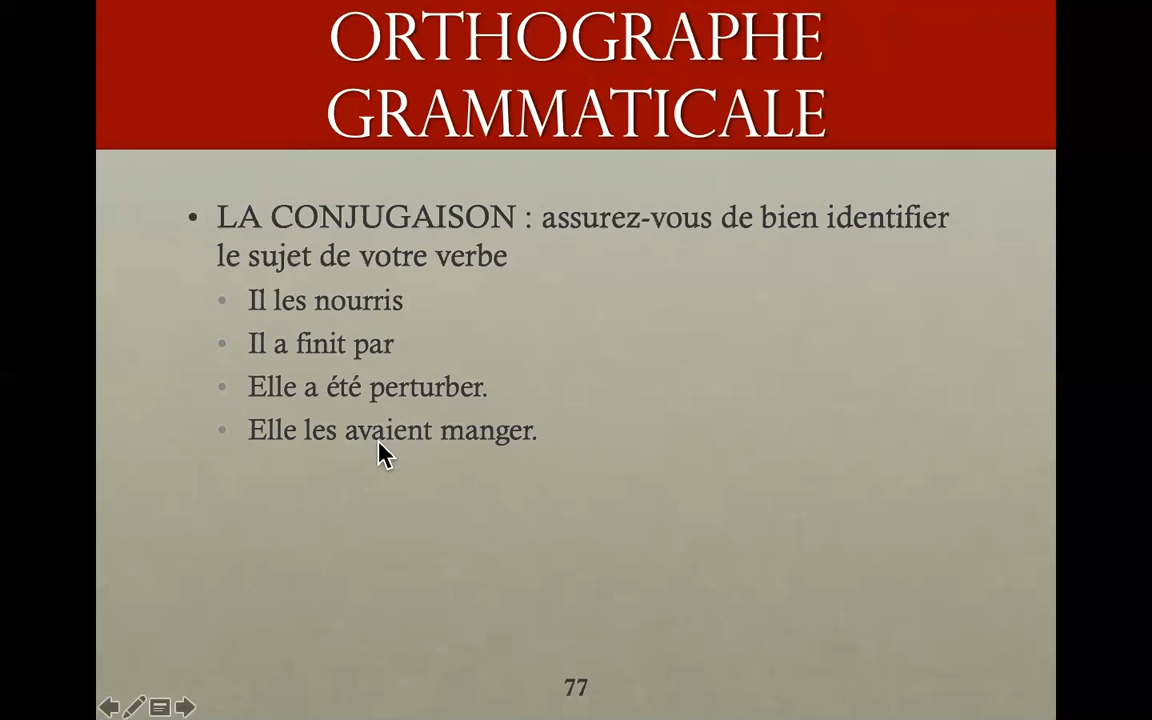 ORTHOGRAPHE
GRAMMATICALE
• LA CONJUGAISON : assurez-vous de bien identifier
le sujet de votre verbe
• Il les nourris
• Il a finit par
• Elle a été perturber.
• Elle les avaient manger.
77